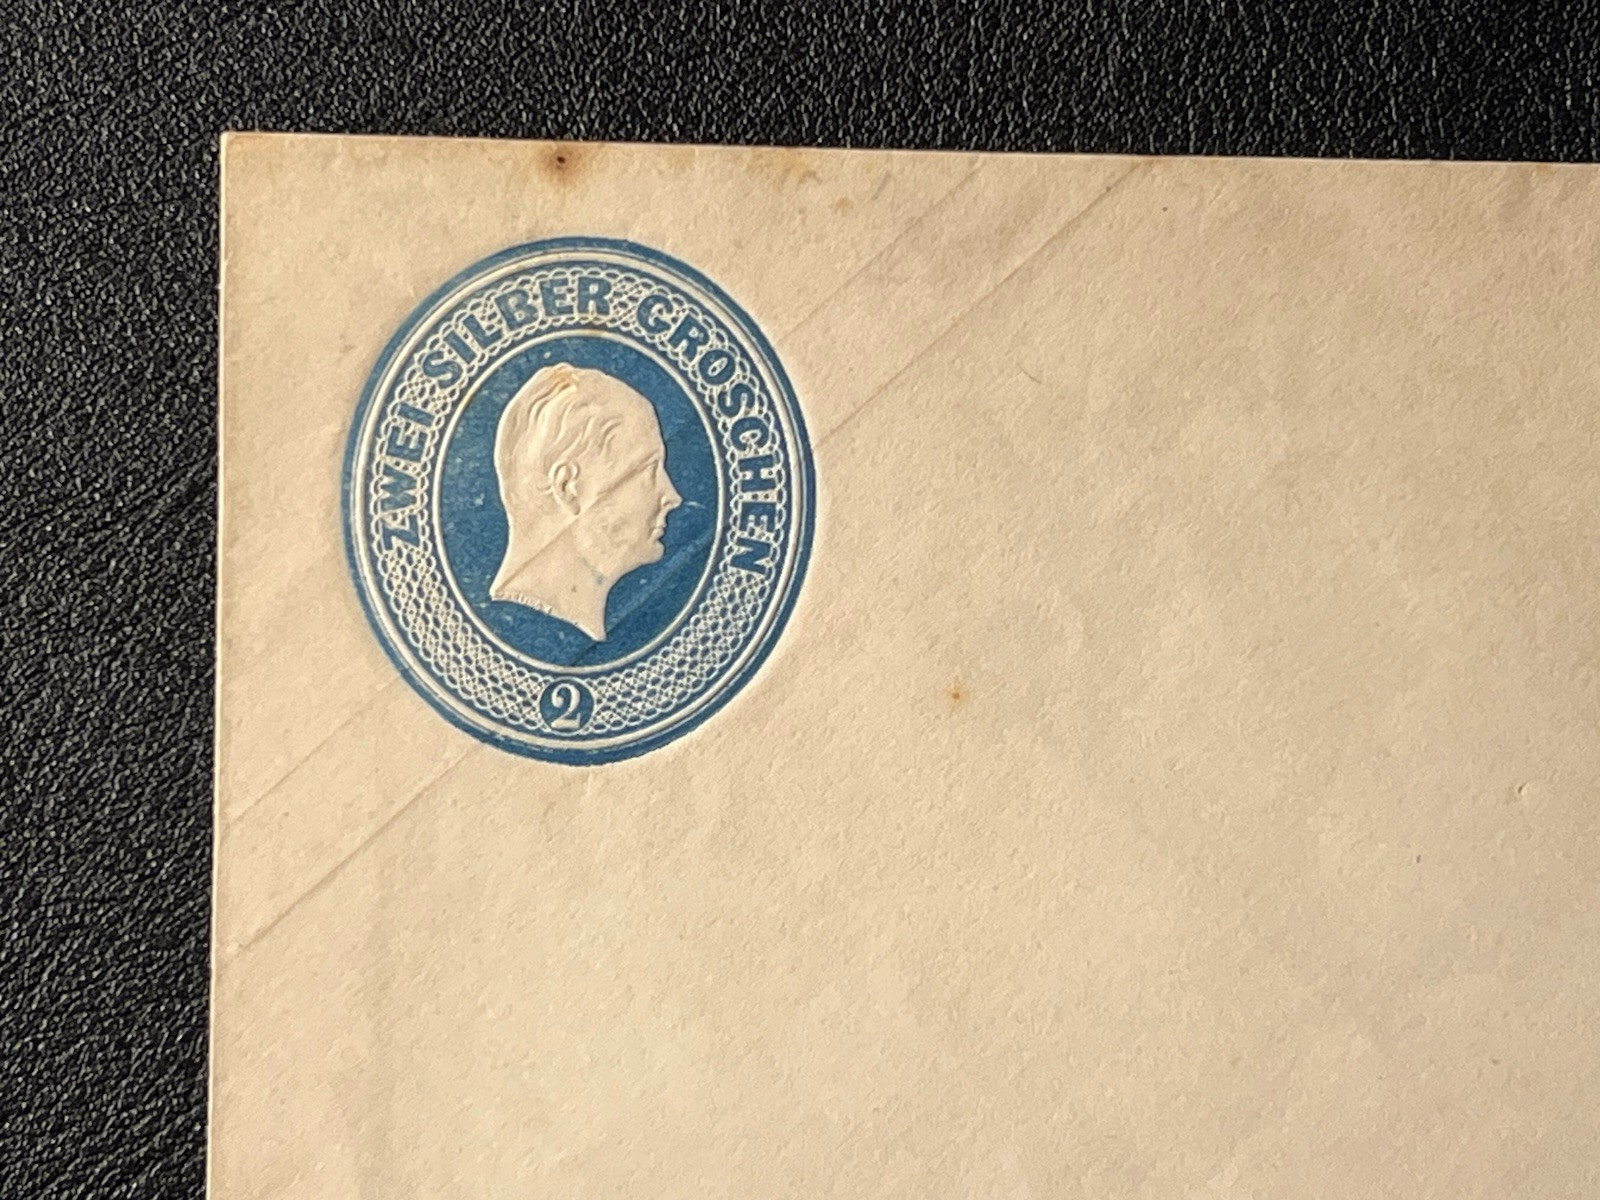 ZWEI SILBER GROSCHEN
2